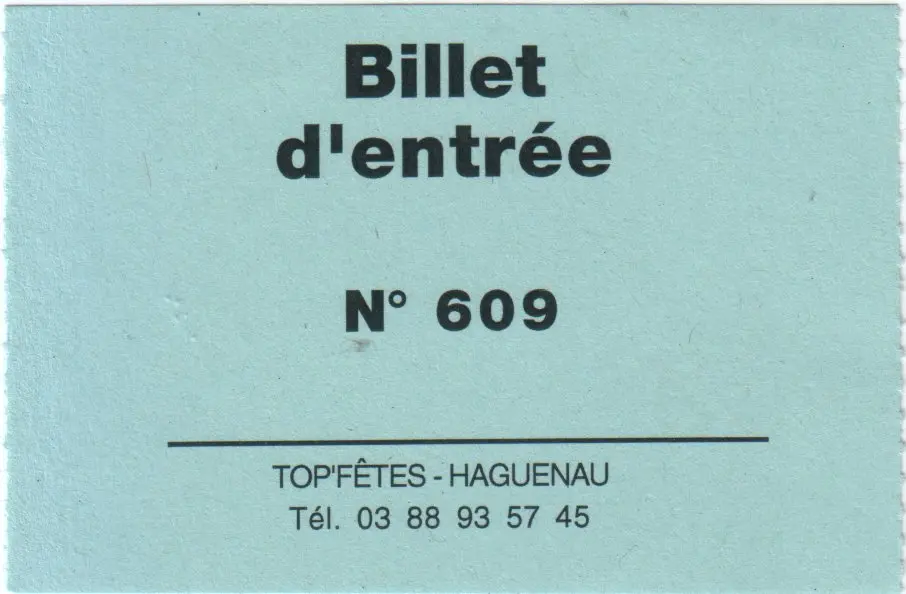 Billet
d'entrée
N° 609
TOP'FÊTES - HAGUENAU
Tél. 03 88 93 57 45